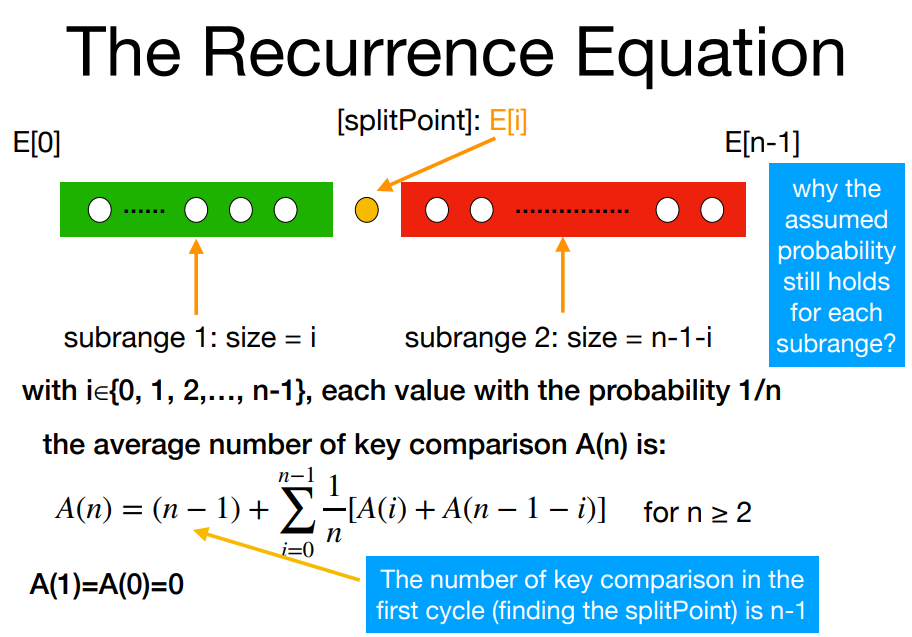 The Recurrence Equation
[splitPoint]: E[i]
E[0]
E[n-1]
why the
assumed
probability
still holds
for each
subrange?
subrange 1: size = i
subrange 2: size = n-1-i
with i∈{0, 1, 2,…, n-1}, each value with the probability 1/n
the average number of key comparison A(n) is:
A(n) = (n − 1) + ∑_{i=0}^{n−1} 1/n [A(i) + A(n − 1 − i)] for n ≥ 2
A(1)=A(0)=0
The number of key comparison in the
first cycle (finding the splitPoint) is n-1